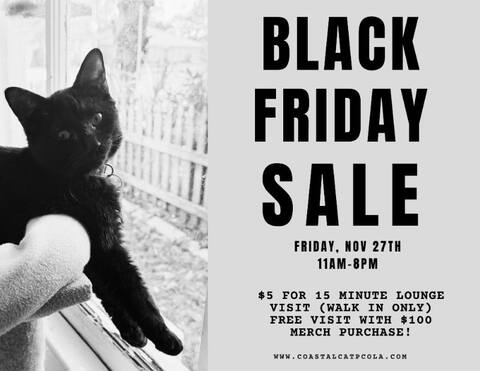 BLACK
FRIDAY
SALE
FRIDAY, NOV 27TH
11AM-8PM
$5 FOR 15 MINUTE LOUNGE
VISIT (WALK IN ONLY)
FREE VISIT WITH $100
MERCH PURCHASE!
WWW.COASTALCATPCOLA.COM